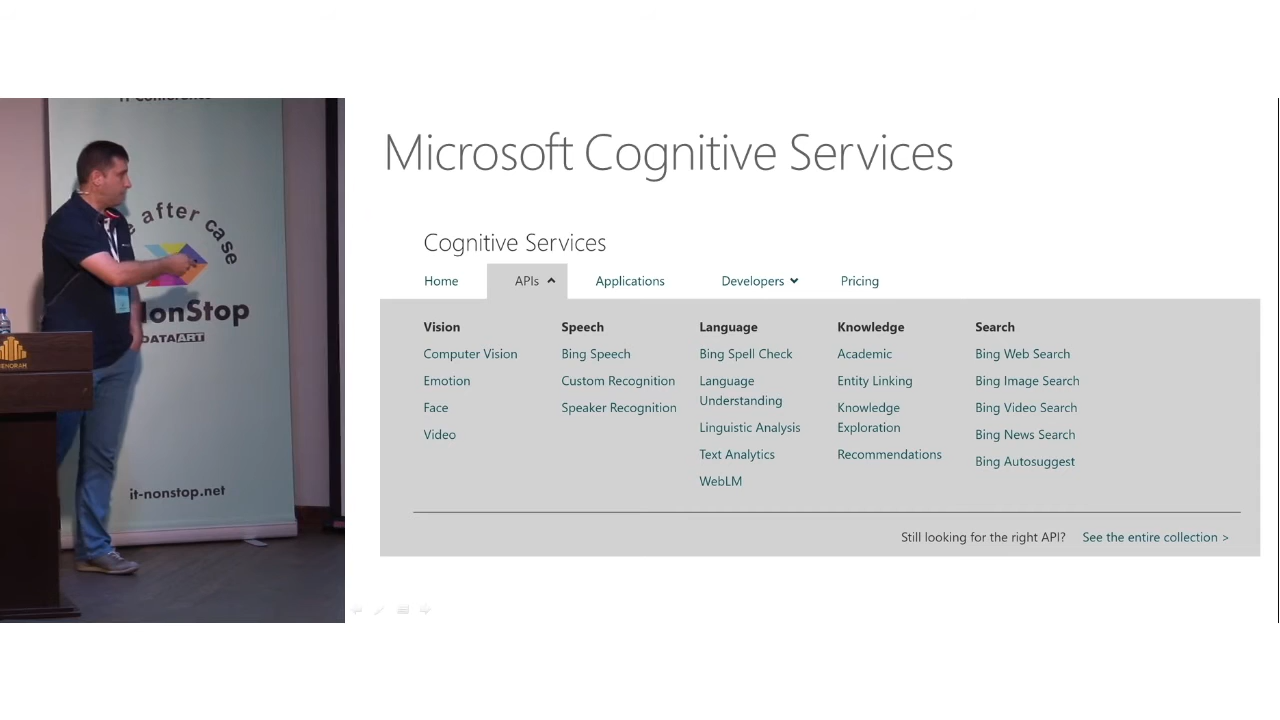 IT Conference
after case
nonStop
DATAART
it-nonstop.net
Microsoft Cognitive Services
Cognitive Services
Home APIs Applications Developers Pricing
Vision
Computer Vision
Emotion
Face
Video
Speech
Bing Speech
Custom Recognition
Speaker Recognition
Language
Bing Spell Check
Language
Understanding
Linguistic Analysis
Text Analytics
WebLM
Knowledge
Academic
Entity Linking
Knowledge
Exploration
Recommendations
Search
Bing Web Search
Bing Image Search
Bing Video Search
Bing News Search
Bing Autosuggest
Still looking for the right API? See the entire collection >